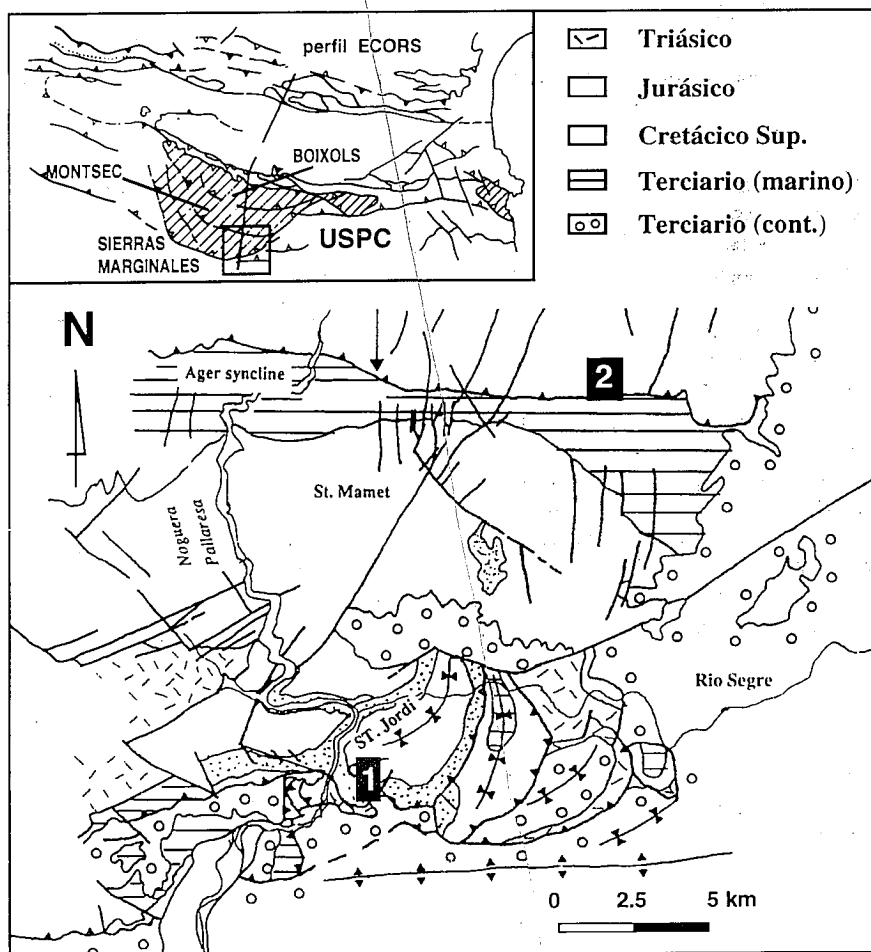 perfil ECORS
BOIXOLS
MONTSEC
USPC
SIERRAS
MARGINALES
Triásico
Jurásico
Cretácico Sup.
Terciario (marino)
Terciario (cont.)
N
Ager syncline
2
St. Mamet
Noguera
Pallaresa
Rio Segre
ST. Jordi
1
0 2.5 5 km